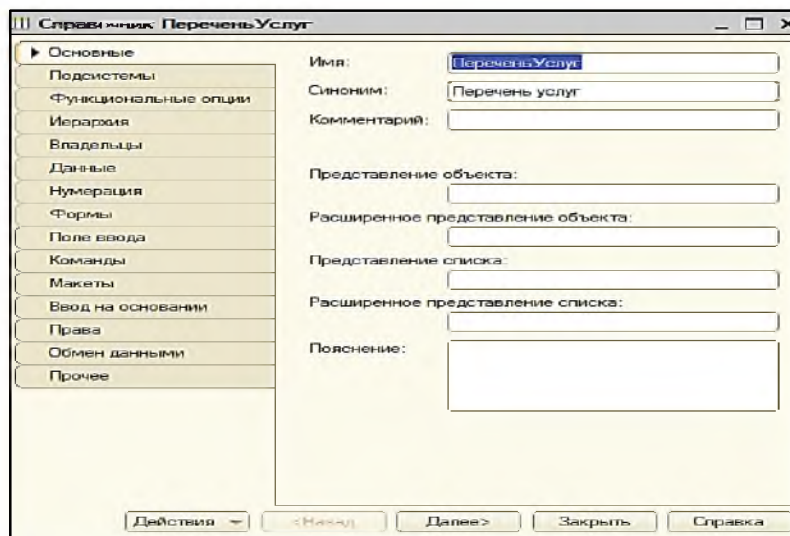 Справочник ПереченьУслуг
Основные
Подсистемы
Функциональные опции
Иерархия
Владельцы
Данные
Нумерация
Формы
Поле ввода
Команды
Макеты
Ввод на основании
Права
Обмен данными
Прочее
Имя: ПереченьУслуг
Синоним: Перечень услуг
Комментарий:
Представление объекта:
Расширенное представление объекта:
Представление списка:
Расширенное представление списка:
Пояснение:
Действия <Назад Далее> Закрыть Справка